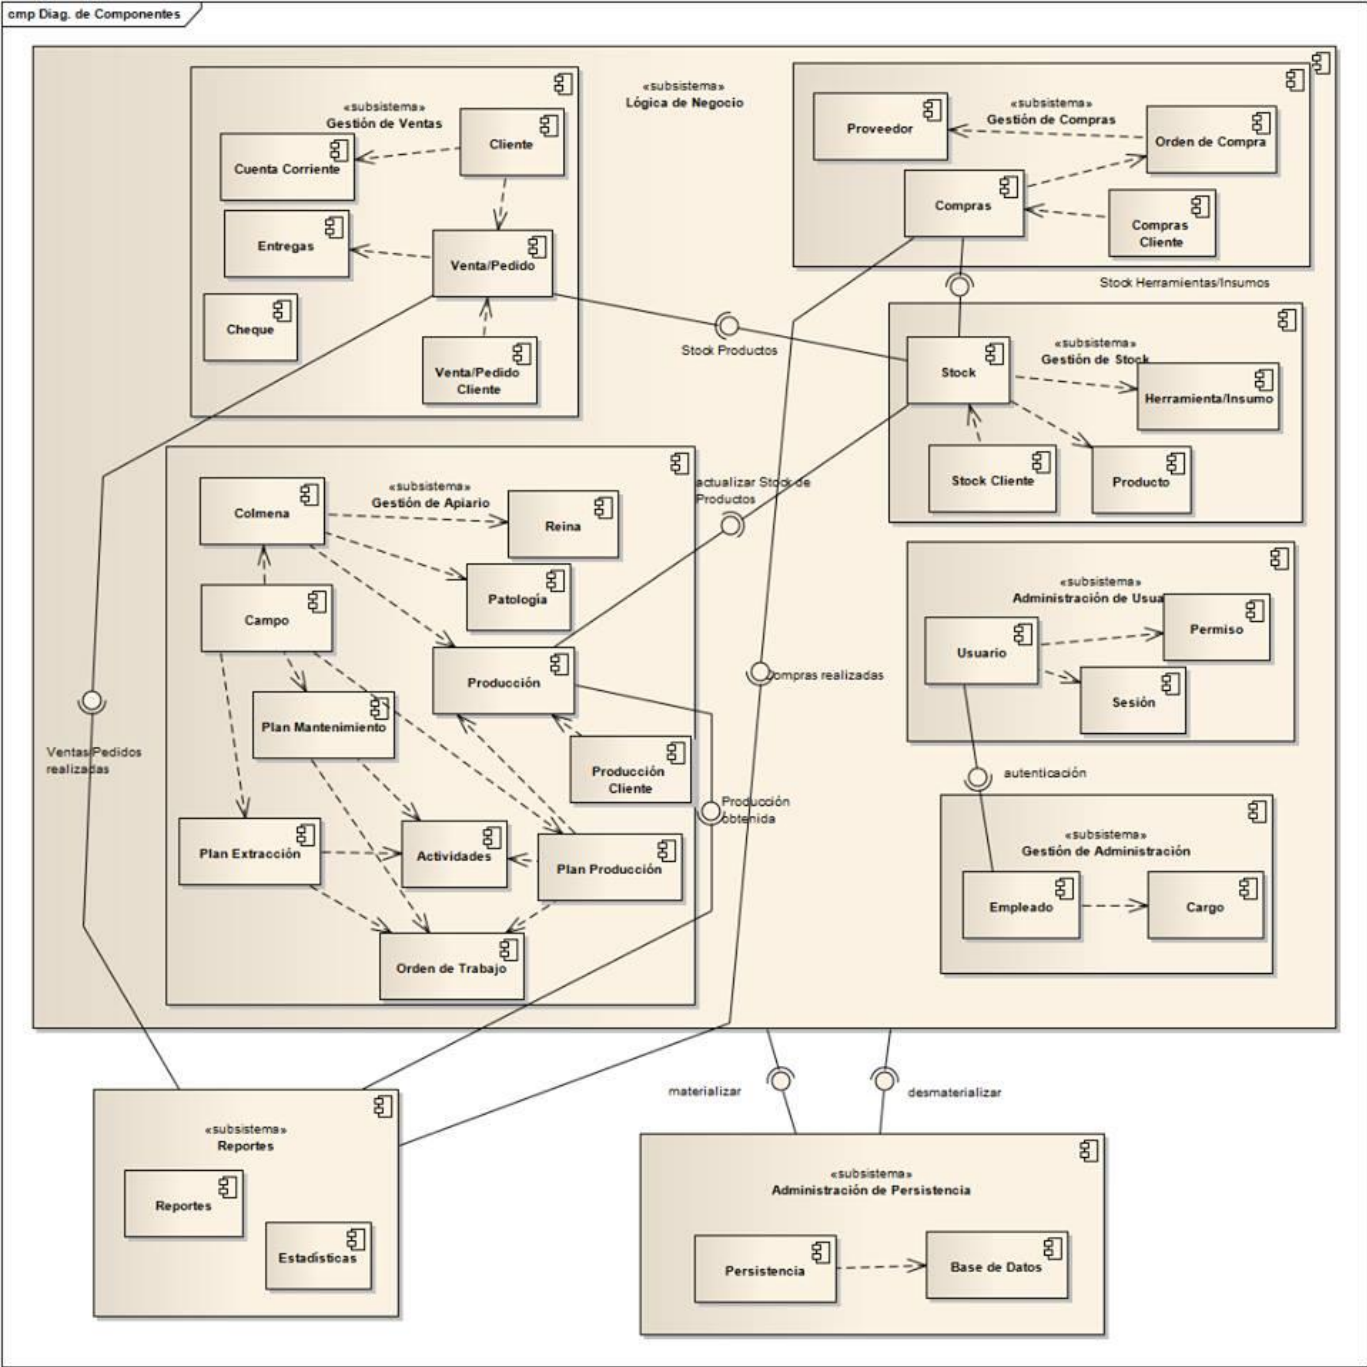 cmp Diag. de Componentes
«subsistema»
Lógica de Negocio
«subsistema»
Gestión de Ventas
Cliente
Cuenta Corriente
Entregas
Venta/Pedido
Cheque
Venta/Pedido
Cliente
«subsistema»
Gestión de Compras
Proveedor
Orden de Compra
Compras
Compras
Cliente
Stock Herramientas/Insumos
Stock Productos
«subsistema»
Gestión de Stock
Stock
Herramienta/Insumo
Stock Cliente
Producto
actualizar Stock de
Productos
«subsistema»
Gestión de Apiario
Colmena
Reina
Patología
Campo
Producción
Plan Mantenimiento
Producción
Cliente
Plan Extracción
Actividades
Plan Producción
Orden de Trabajo
«subsistema»
Administración de Usua
Usuario
Permiso
Sesión
Compras realizadas
Ventas/Pedidos
realizadas
autenticación
Producción
obtenida
«subsistema»
Gestión de Administración
Empleado
Cargo
materializar
desmaterializar
«subsistema»
Reportes
Reportes
Estadísticas
«subsistema»
Administración de Persistencia
Persistencia
Base de Datos